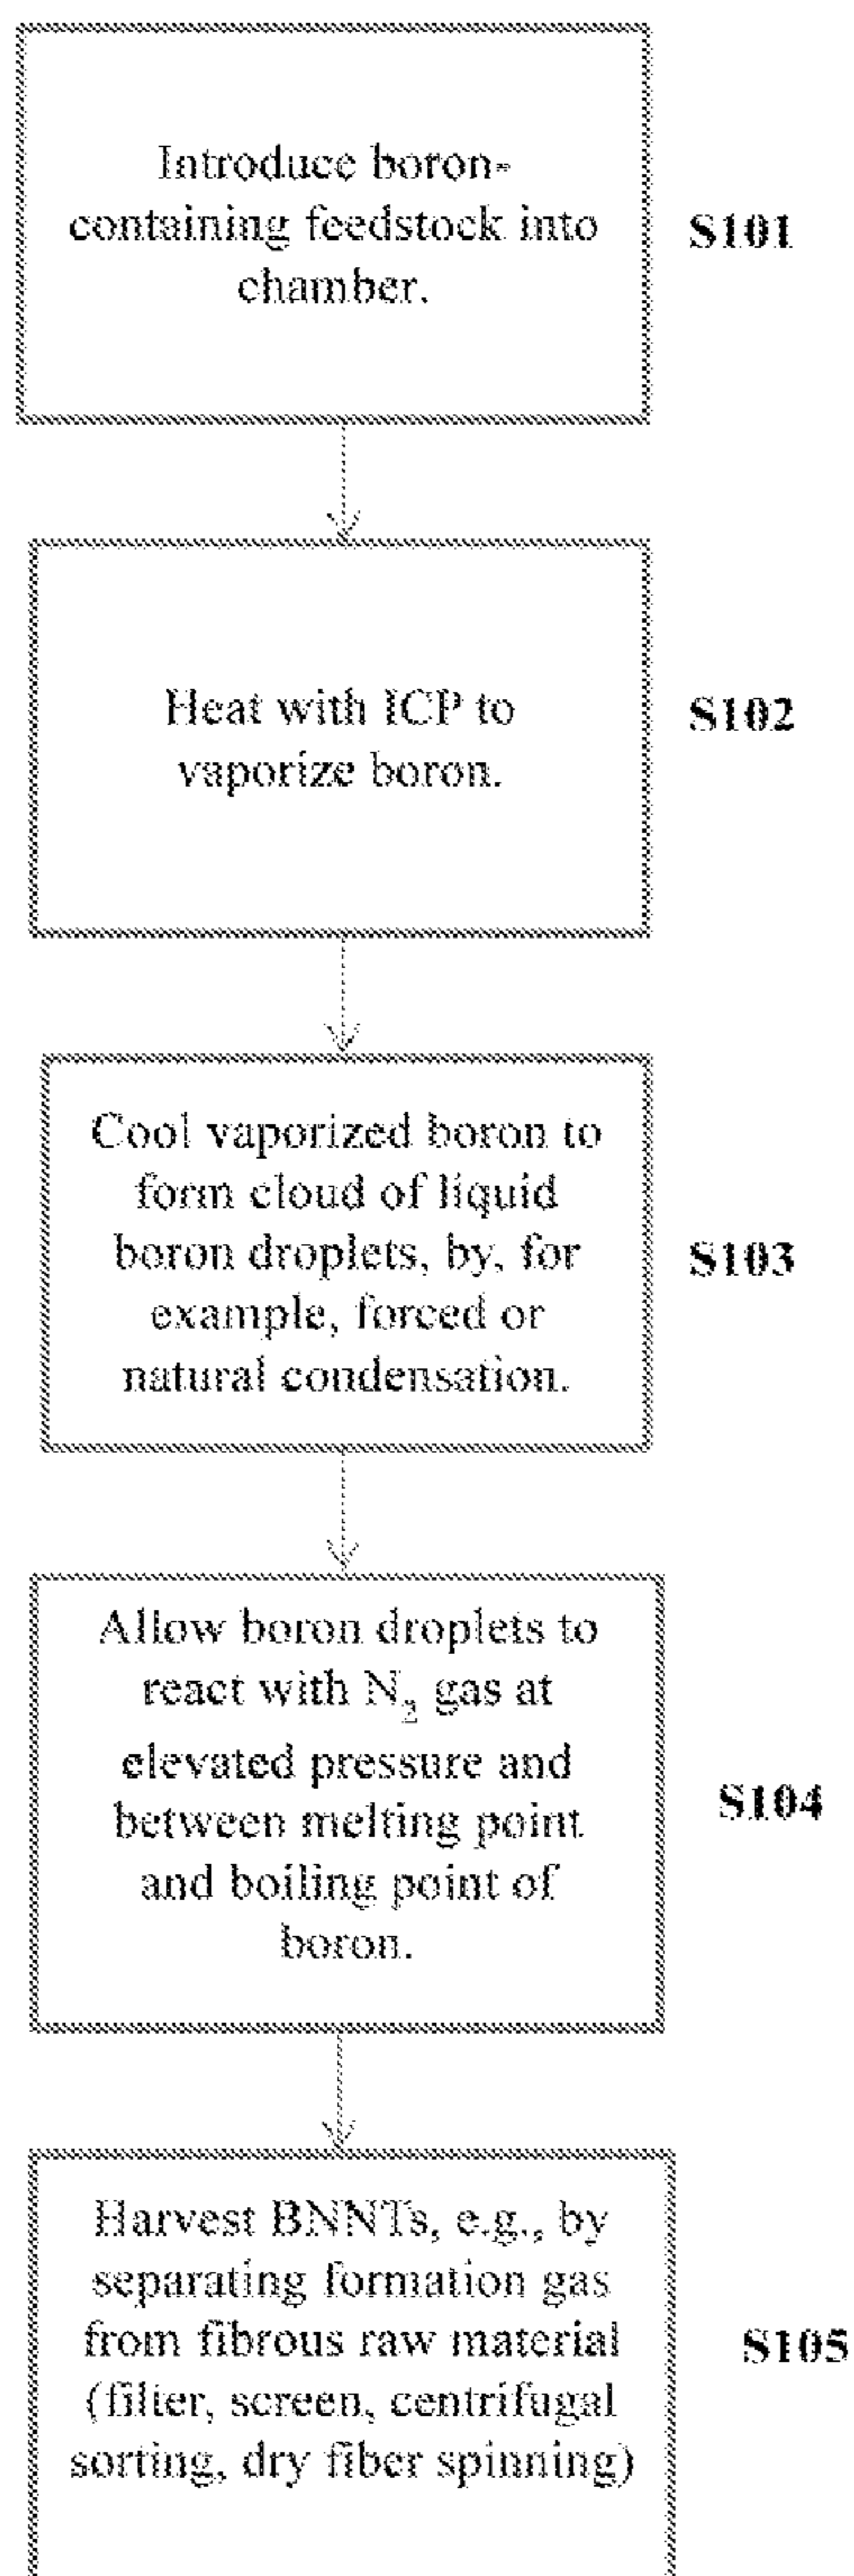 Introduce boron-
containing feedstock into
chamber.
S101
Heat with ICP to
vaporize boron.
S102
Cool vaporized boron to
form cloud of liquid
boron droplets, by, for
example, forced or
natural condensation.
S103
Allow boron droplets to
react with N₂ gas at
elevated pressure and
between melting point
and boiling point of
boron.
S104
Harvest BNNTs, e.g., by
separating formation gas
from fibrous raw material
(filter, screen, centrifugal
sorting, dry fiber spinning)
S105